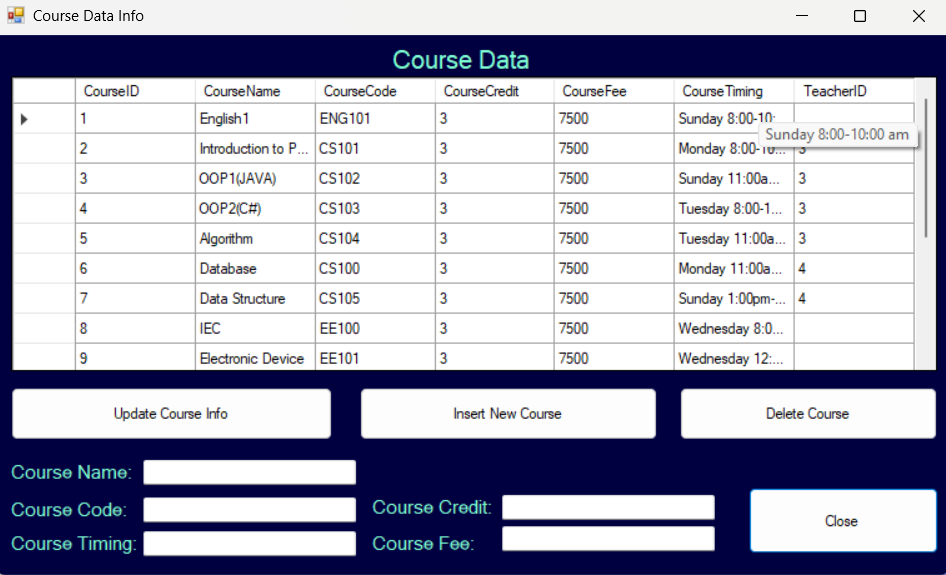 Course Data Info
Course Data
CourseID CourseName CourseCode CourseCredit CourseFee CourseTiming TeacherID
1 English1 ENG101 3 7500 Sunday 8:00-10:
Sunday 8:00-10:00 am
2 Introduction to P... CS101 3 7500 Monday 8:00-10... 3
3 OOP1(JAVA) CS102 3 7500 Sunday 11:00a... 3
4 OOP2(C#) CS103 3 7500 Tuesday 8:00-1... 3
5 Algorithm CS104 3 7500 Tuesday 11:00a... 3
6 Database CS100 3 7500 Monday 11:00a... 4
7 Data Structure CS105 3 7500 Sunday 1:00pm-... 4
8 IEC EE100 3 7500 Wednesday 8:0...
9 Electronic Device EE101 3 7500 Wednesday 12:...
Update Course Info Insert New Course Delete Course
Course Name:
Course Code: Course Credit:
Close
Course Timing: Course Fee: